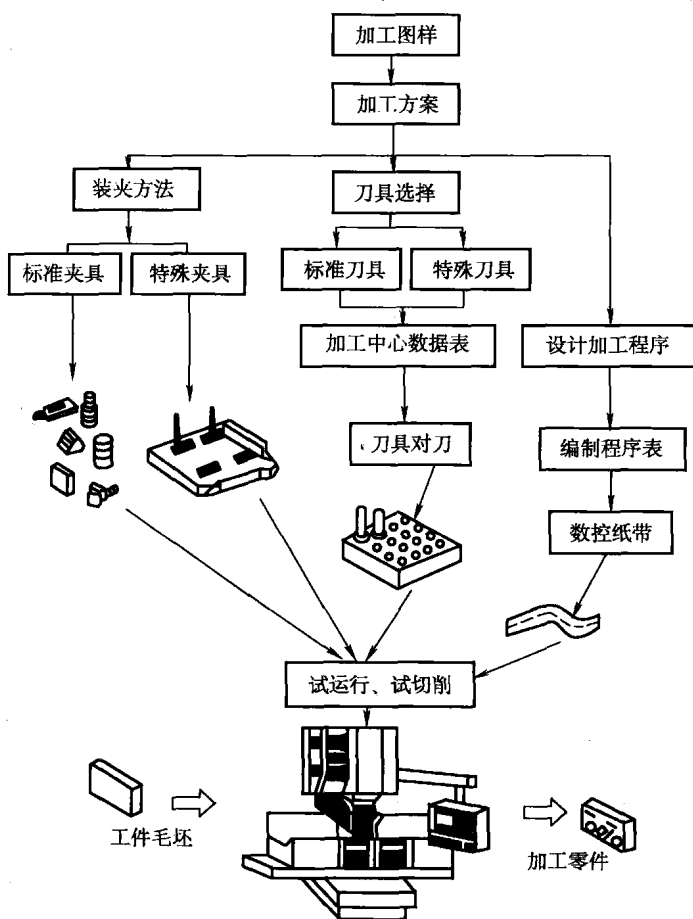 加工图样
加工方案
装夹方法
刀具选择
标准夹具
特殊夹具
标准刀具
特殊刀具
加工中心数据表
设计加工程序
刀具对刀
编制程序表
数控纸带
试运行、试切削
工件毛坯
加工零件